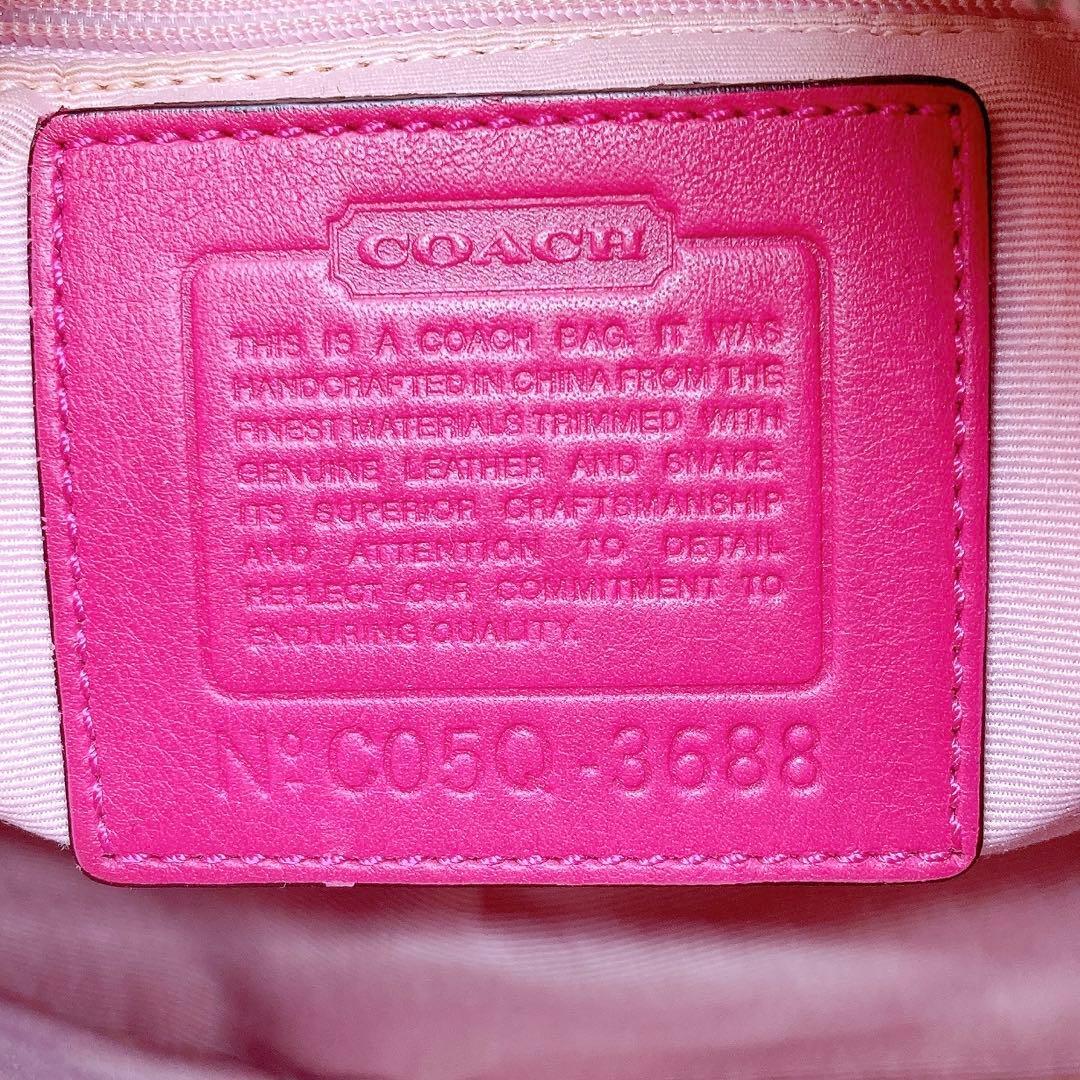 COACH
THIS IS A COACH BAG. IT WAS
HANDCRAFTED IN CHINA FROM THE
FINEST MATERIALS TRIMMED WITH
GENUINE LEATHER AND SNAKE.
ITS SUPERIOR CRAFTSMANSHIP
AND ATTENTION TO DETAIL
REFLECT OUR COMMITMENT TO
ENDURING QUALITY.
Nº C05Q-3688